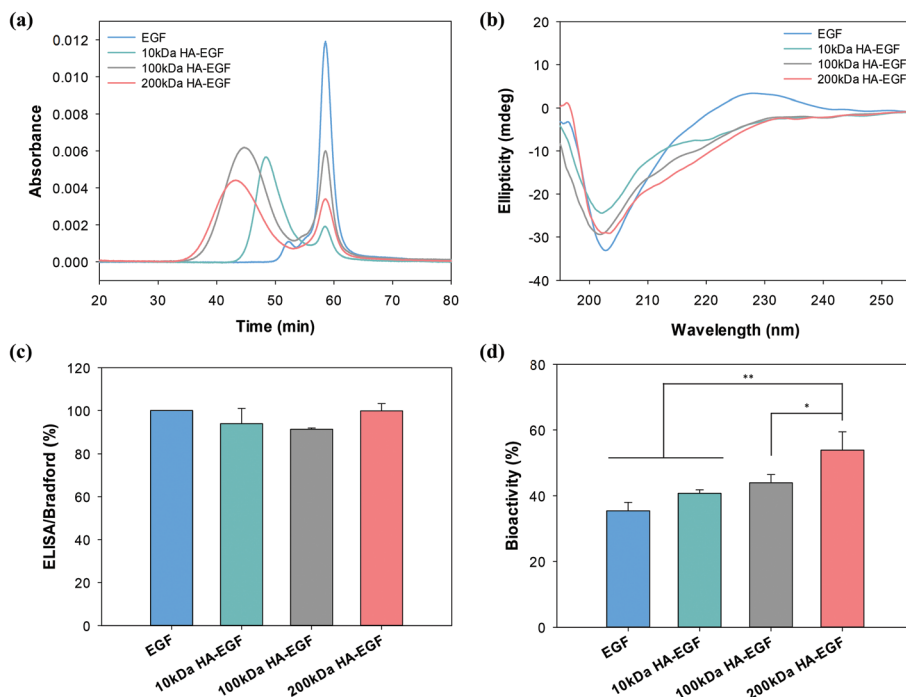 (a)
EGF
10kDa HA-EGF
100kDa HA-EGF
200kDa HA-EGF
0.012
0.010
0.008
0.006
0.004
0.002
0.000
Absorbance
20 30 40 50 60 70 80
Time (min)
(b)
EGF
10kDa HA-EGF
100kDa HA-EGF
200kDa HA-EGF
20
10
0
-10
-20
-30
-40
Ellipticity (mdeg)
200 210 220 230 240 250
Wavelength (nm)
(c)
120
100
80
60
40
20
0
ELISA/Bradford (%)
EGF
10kDa HA-EGF
100kDa HA-EGF
200kDa HA-EGF
(d)
80
60
40
20
0
Bioactivity (%)
**
*
EGF
10kDa HA-EGF
100kDa HA-EGF
200kDa HA-EGF